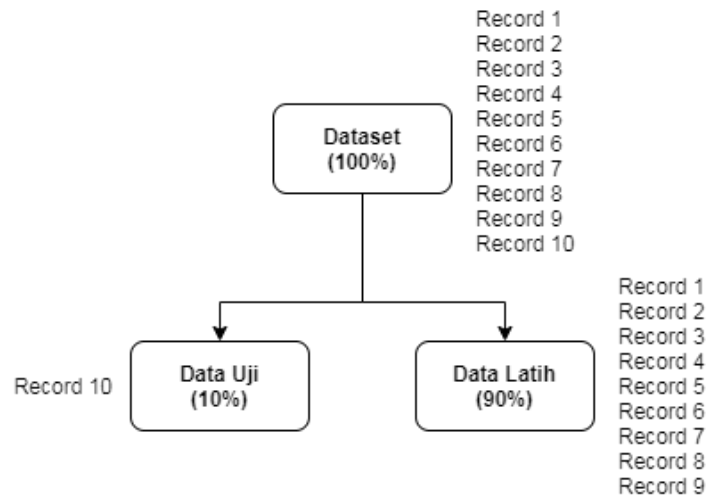 Record 1
Record 2
Record 3
Record 4
Record 5
Record 6
Record 7
Record 8
Record 9
Record 10
Dataset
(100%)
Record 10
Data Uji
(10%)
Data Latih
(90%)
Record 1
Record 2
Record 3
Record 4
Record 5
Record 6
Record 7
Record 8
Record 9